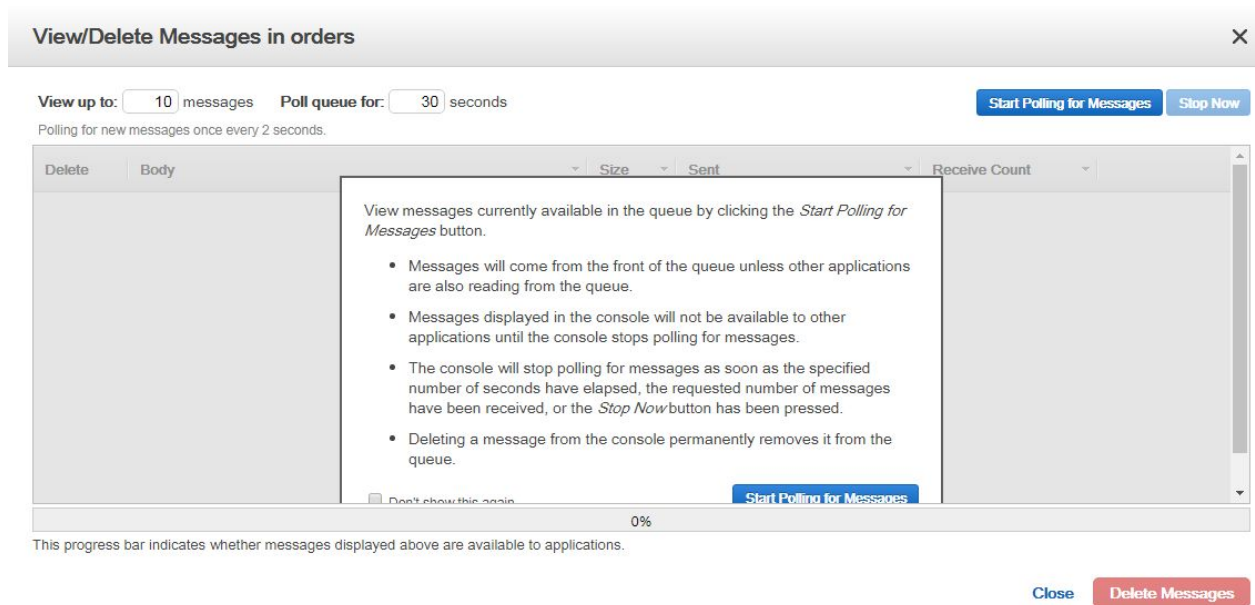 View/Delete Messages in orders
View up to: 10 messages Poll queue for: 30 seconds
Start Polling for Messages Stop Now
Polling for new messages once every 2 seconds.
Delete Body Size Sent Receive Count
View messages currently available in the queue by clicking the Start Polling for
Messages button.
• Messages will come from the front of the queue unless other applications
are also reading from the queue.
• Messages displayed in the console will not be available to other
applications until the console stops polling for messages.
• The console will stop polling for messages as soon as the specified
number of seconds have elapsed, the requested number of messages
have been received, or the Stop Now button has been pressed.
• Deleting a message from the console permanently removes it from the
queue.
Don't show this again
Start Polling for Messages
0%
This progress bar indicates whether messages displayed above are available to applications.
Close Delete Messages